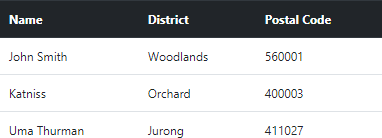 Name District Postal Code
John Smith Woodlands 560001
Katniss Orchard 400003
Uma Thurman Jurong 411027